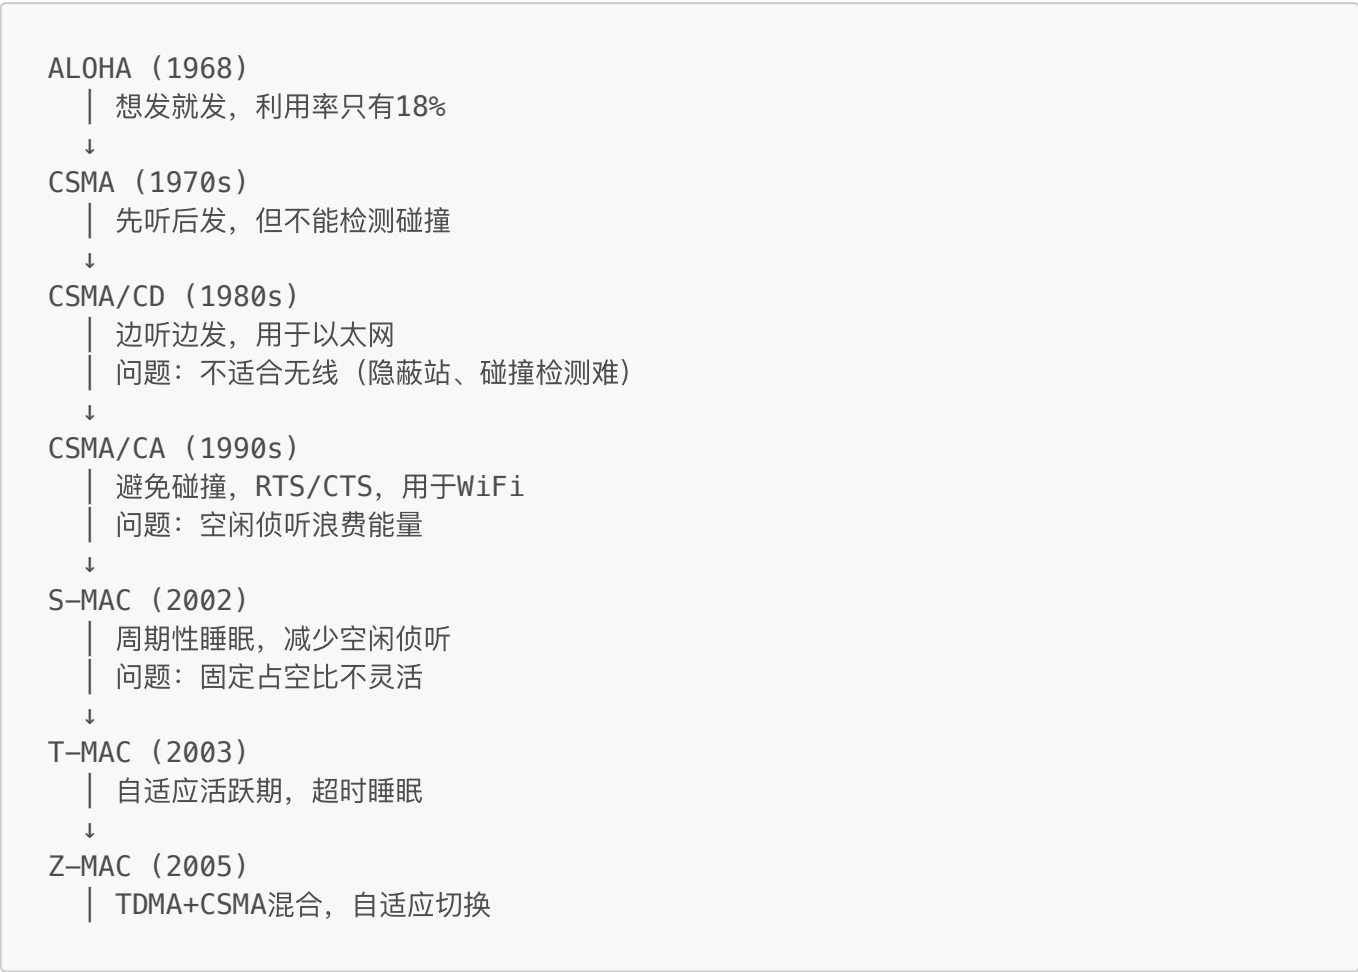 ALOHA (1968)
│ 想发就发，利用率只有18%
↓
CSMA (1970s)
│ 先听后发，但不能检测碰撞
↓
CSMA/CD (1980s)
│ 边听边发，用于以太网
│ 问题：不适合无线（隐蔽站、碰撞检测难）
↓
CSMA/CA (1990s)
│ 避免碰撞，RTS/CTS，用于WiFi
│ 问题：空闲侦听浪费能量
↓
S-MAC (2002)
│ 周期性睡眠，减少空闲侦听
│ 问题：固定占空比不灵活
↓
T-MAC (2003)
│ 自适应活跃期，超时睡眠
↓
Z-MAC (2005)
│ TDMA+CSMA混合，自适应切换